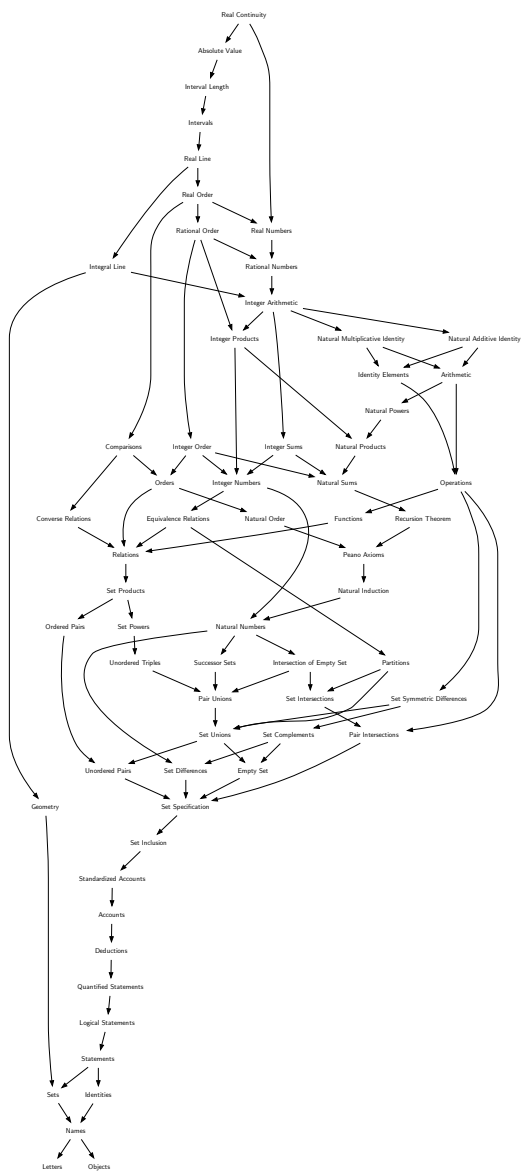 Real Continuity
Absolute Value
Interval Length
Intervals
Real Line
Real Order
Rational Order Real Numbers
Integral Line Rational Numbers
Integer Arithmetic
Integer Products Natural Multiplicative Identity Natural Additive Identity
Identity Elements Arithmetic
Natural Powers
Comparisons Integer Order Integer Sums Natural Products
Orders Integer Numbers Natural Sums Operations
Converse Relations Equivalence Relations Natural Order Functions Recursion Theorem
Relations Peano Axioms
Set Products Natural Induction
Ordered Pairs Set Powers Natural Numbers
Unordered Triples Successor Sets Intersection of Empty Set Partitions
Pair Unions Set Intersections Set Symmetric Differences
Set Unions Set Complements Pair Intersections
Unordered Pairs Set Differences Empty Set
Geometry Set Specification
Set Inclusion
Standardized Accounts
Accounts
Deductions
Quantified Statements
Logical Statements
Statements
Sets Identities
Names
Letters Objects